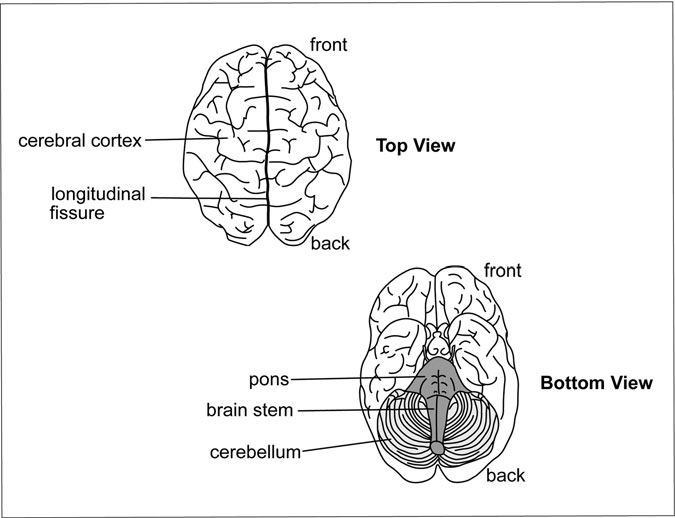 front
cerebral cortex
Top View
longitudinal
fissure
back
front
pons
Bottom View
brain stem
cerebellum
back